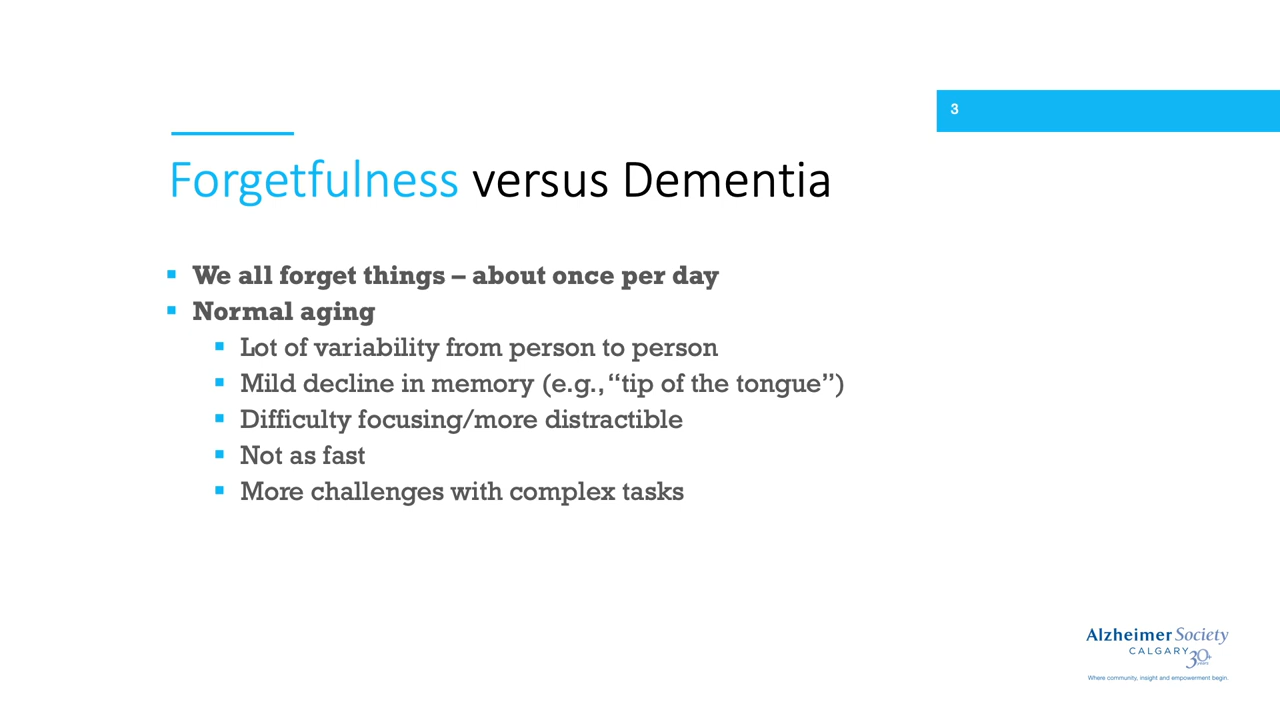 3
Forgetfulness versus Dementia
We all forget things – about once per day
Normal aging
Lot of variability from person to person
Mild decline in memory (e.g., “tip of the tongue”)
Difficulty focusing/more distractible
Not as fast
More challenges with complex tasks
Alzheimer Society
CALGARY 30+
years
Where community, insight and empowerment begin.